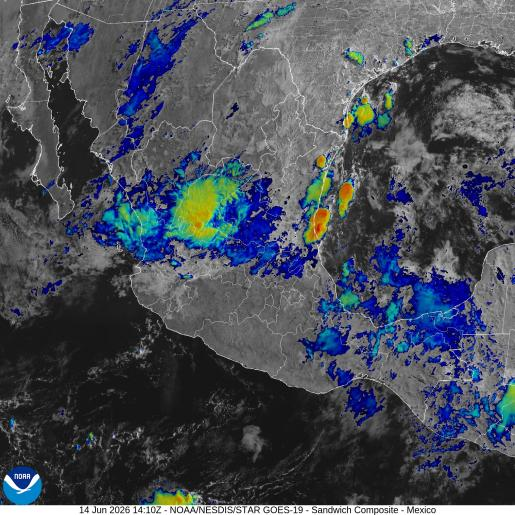 NOAA
14 Jun 2026 14:10Z - NOAA/NESDIS/STAR GOES-19 - Sandwich Composite - Mexico